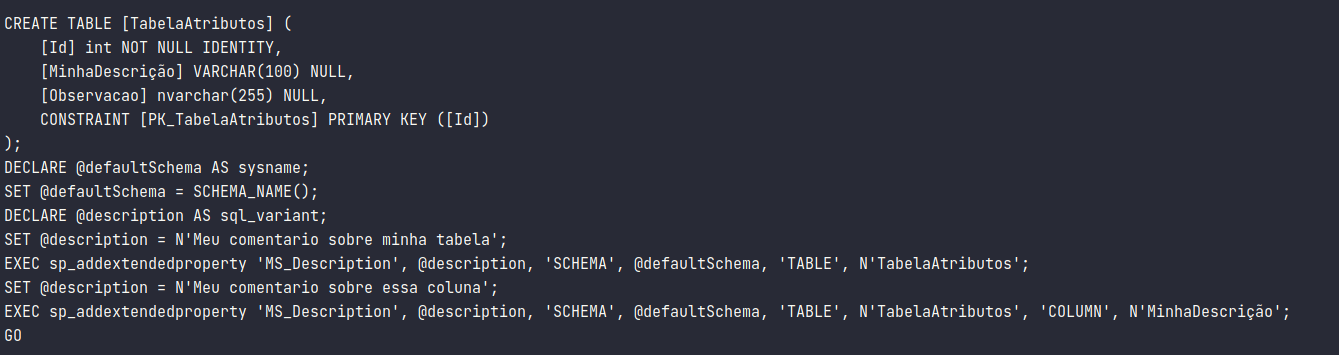 CREATE TABLE [TabelaAtributos] (
    [Id] int NOT NULL IDENTITY,
    [MinhaDescrição] VARCHAR(100) NULL,
    [Observacao] nvarchar(255) NULL,
    CONSTRAINT [PK_TabelaAtributos] PRIMARY KEY ([Id])
);
DECLARE @defaultSchema AS sysname;
SET @defaultSchema = SCHEMA_NAME();
DECLARE @description AS sql_variant;
SET @description = N'Meu comentario sobre minha tabela';
EXEC sp_addextendedproperty 'MS_Description', @description, 'SCHEMA', @defaultSchema, 'TABLE', N'TabelaAtributos';
SET @description = N'Meu comentario sobre essa coluna';
EXEC sp_addextendedproperty 'MS_Description', @description, 'SCHEMA', @defaultSchema, 'TABLE', N'TabelaAtributos', 'COLUMN', N'MinhaDescrição';
GO